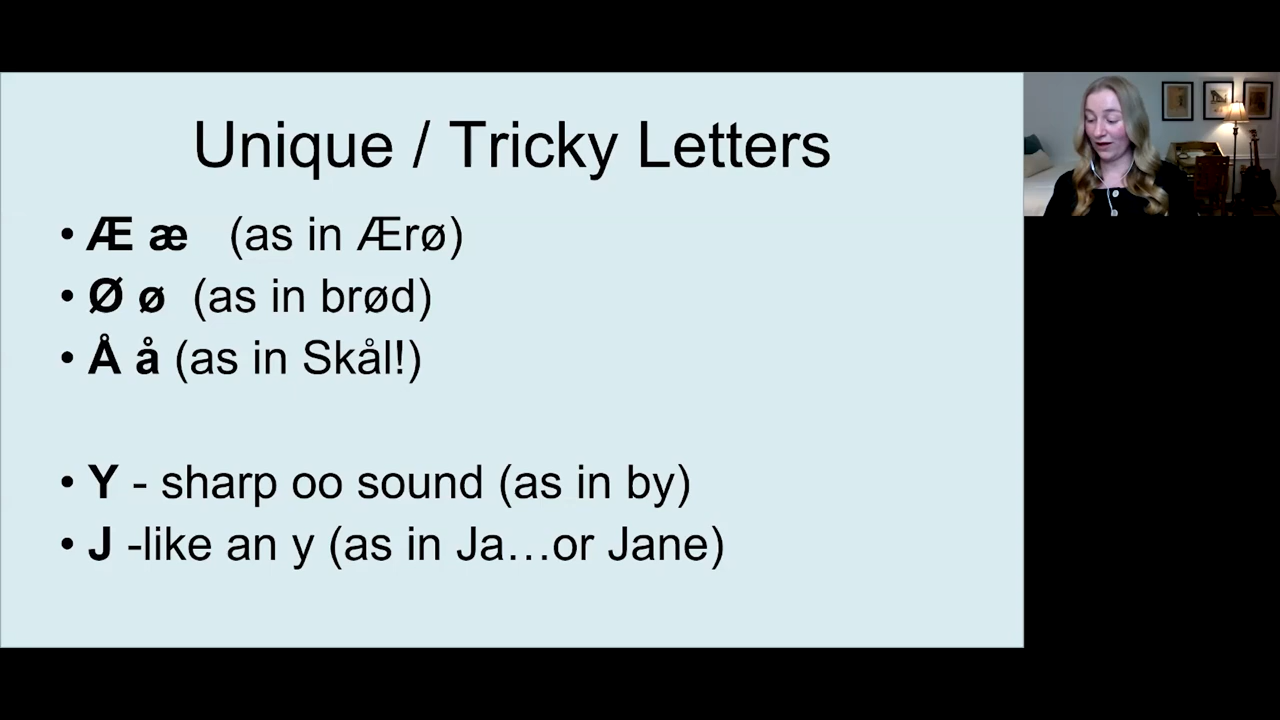 Unique / Tricky Letters
• Æ æ (as in Ærø)
• Ø ø (as in brød)
• Å å (as in Skål!)
• Y - sharp oo sound (as in by)
• J -like an y (as in Ja…or Jane)